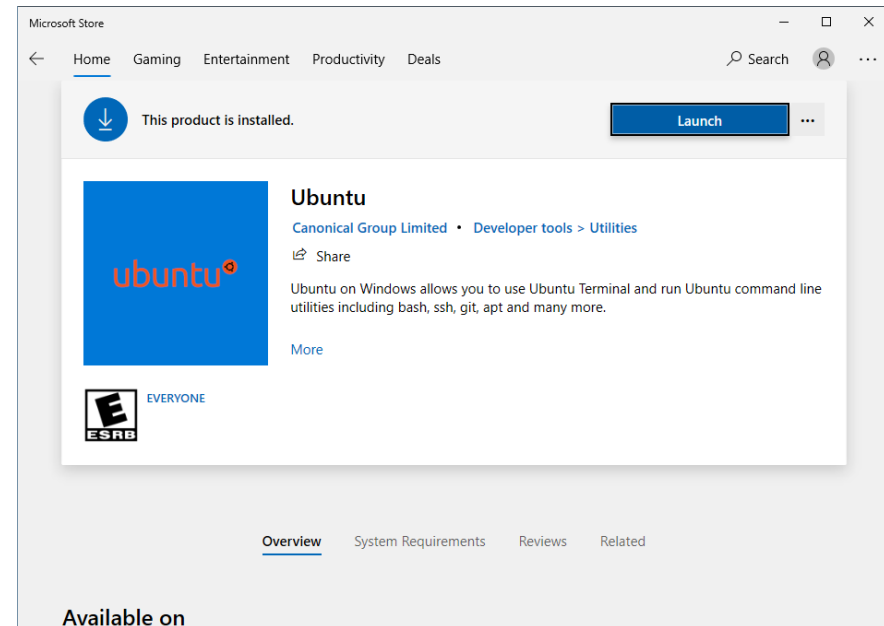 Microsoft Store
Home Gaming Entertainment Productivity Deals Search
This product is installed. Launch
Ubuntu
Canonical Group Limited • Developer tools > Utilities
Share
ubuntu
Ubuntu on Windows allows you to use Ubuntu Terminal and run Ubuntu command line
utilities including bash, ssh, git, apt and many more.
More
EVERYONE
E
ESRB
Overview System Requirements Reviews Related
Available on